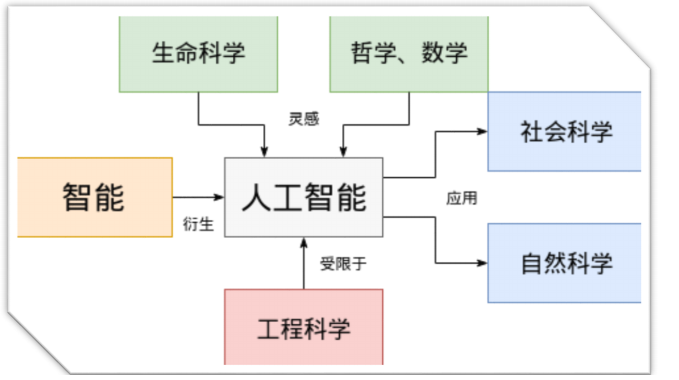 生命科学
哲学、数学
灵感
社会科学
智能
人工智能
应用
衍生
自然科学
受限于
工程科学